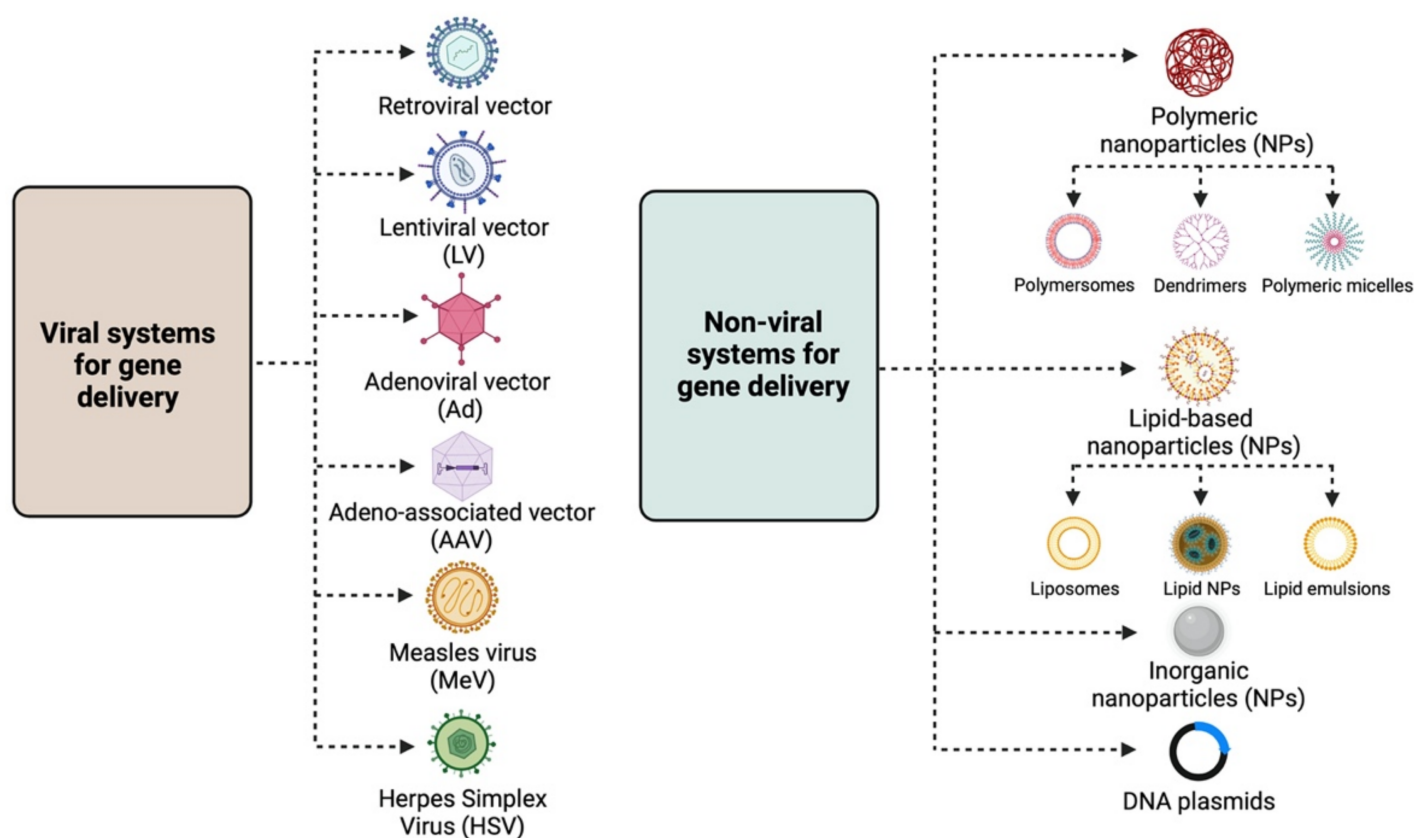 Viral systems
for gene
delivery
Retroviral vector
Lentiviral vector
(LV)
Adenoviral vector
(Ad)
Adeno-associated vector
(AAV)
Measles virus
(MeV)
Herpes Simplex
Virus (HSV)
Non-viral
systems for
gene delivery
Polymeric
nanoparticles (NPs)
Polymersomes
Dendrimers
Polymeric micelles
Lipid-based
nanoparticles (NPs)
Liposomes
Lipid NPs
Lipid emulsions
Inorganic
nanoparticles (NPs)
DNA plasmids